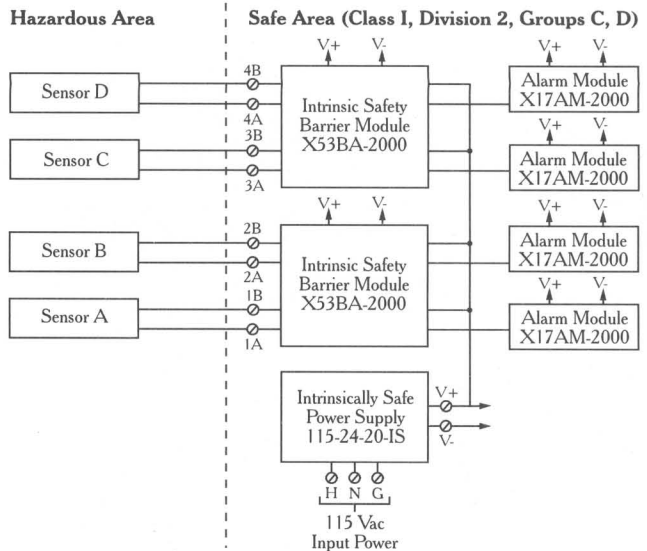 Hazardous Area
Safe Area (Class I, Division 2, Groups C, D)
V+ V-
V+ V-
Sensor D
4B
4A
Intrinsic Safety
Barrier Module
X53BA-2000
Alarm Module
X17AM-2000
Sensor C
3B
3A
V+ V-
Alarm Module
X17AM-2000
V+ V-
V+ V-
Sensor B
2B
2A
Intrinsic Safety
Barrier Module
X53BA-2000
Alarm Module
X17AM-2000
Sensor A
1B
1A
V+ V-
Alarm Module
X17AM-2000
Intrinsically Safe
Power Supply
115-24-20-IS
V+
V-
H N G
115 Vac
Input Power